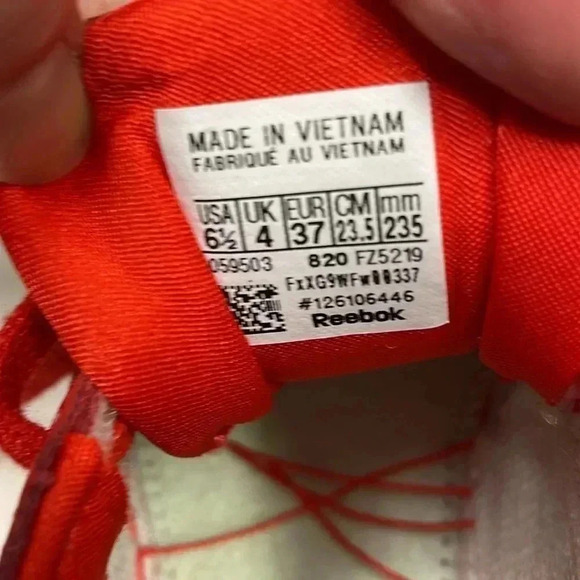 MADE IN VIETNAM
FABRIQUÉ AU VIETNAM
USA UK EUR CM mm
6½ 4 37 23.5 235
059503 820 FZ5219
FxXG9WFw00337
#126106446
Reebok